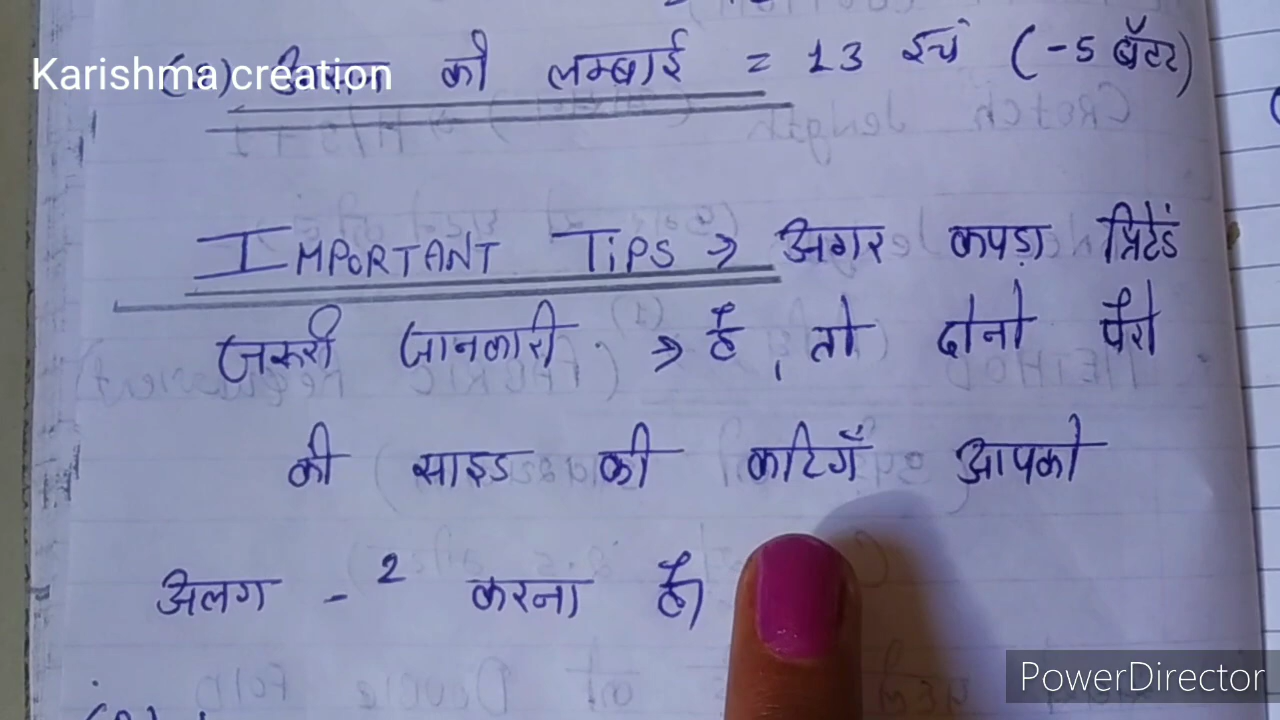 Karishma creation
की लम्बाई = 13 इंच (-5 बॅटर)
IMPORTANT TIPS → अगर कपड़ा प्रिटेडं
जरूरी जानकारी → है, तो दोनो पैरो
की साइड की कटिगँ आपको
अलग - 2 करना है।
PowerDirector